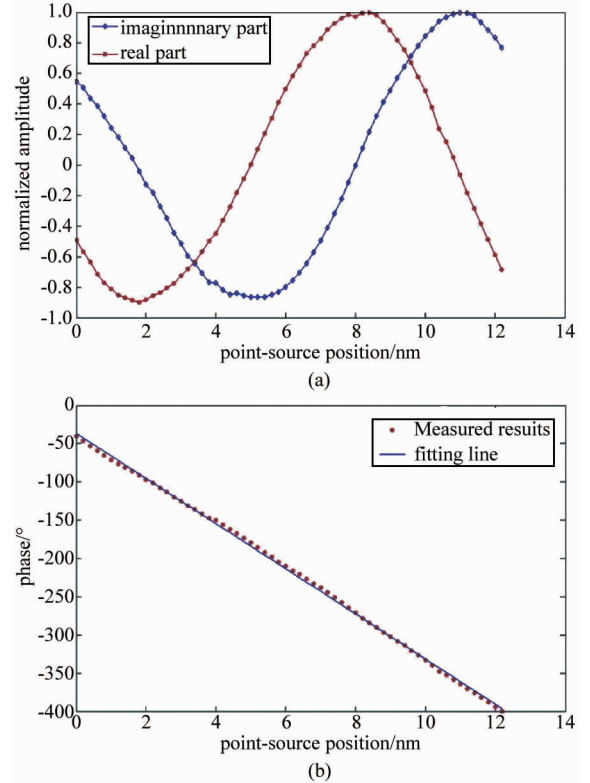 imaginnnnary part
real part
1.0
0.8
0.6
0.4
0.2
0
-0.2
-0.4
-0.6
-0.8
-1.0
normalized amplitude
0 2 4 6 8 10 12 14
point-source position/nm
(a)
Measured resuits
fitting line
0
-50
-100
-150
-200
-250
-300
-350
-400
phase/°
0 2 4 6 8 10 12 14
point-source position/nm
(b)